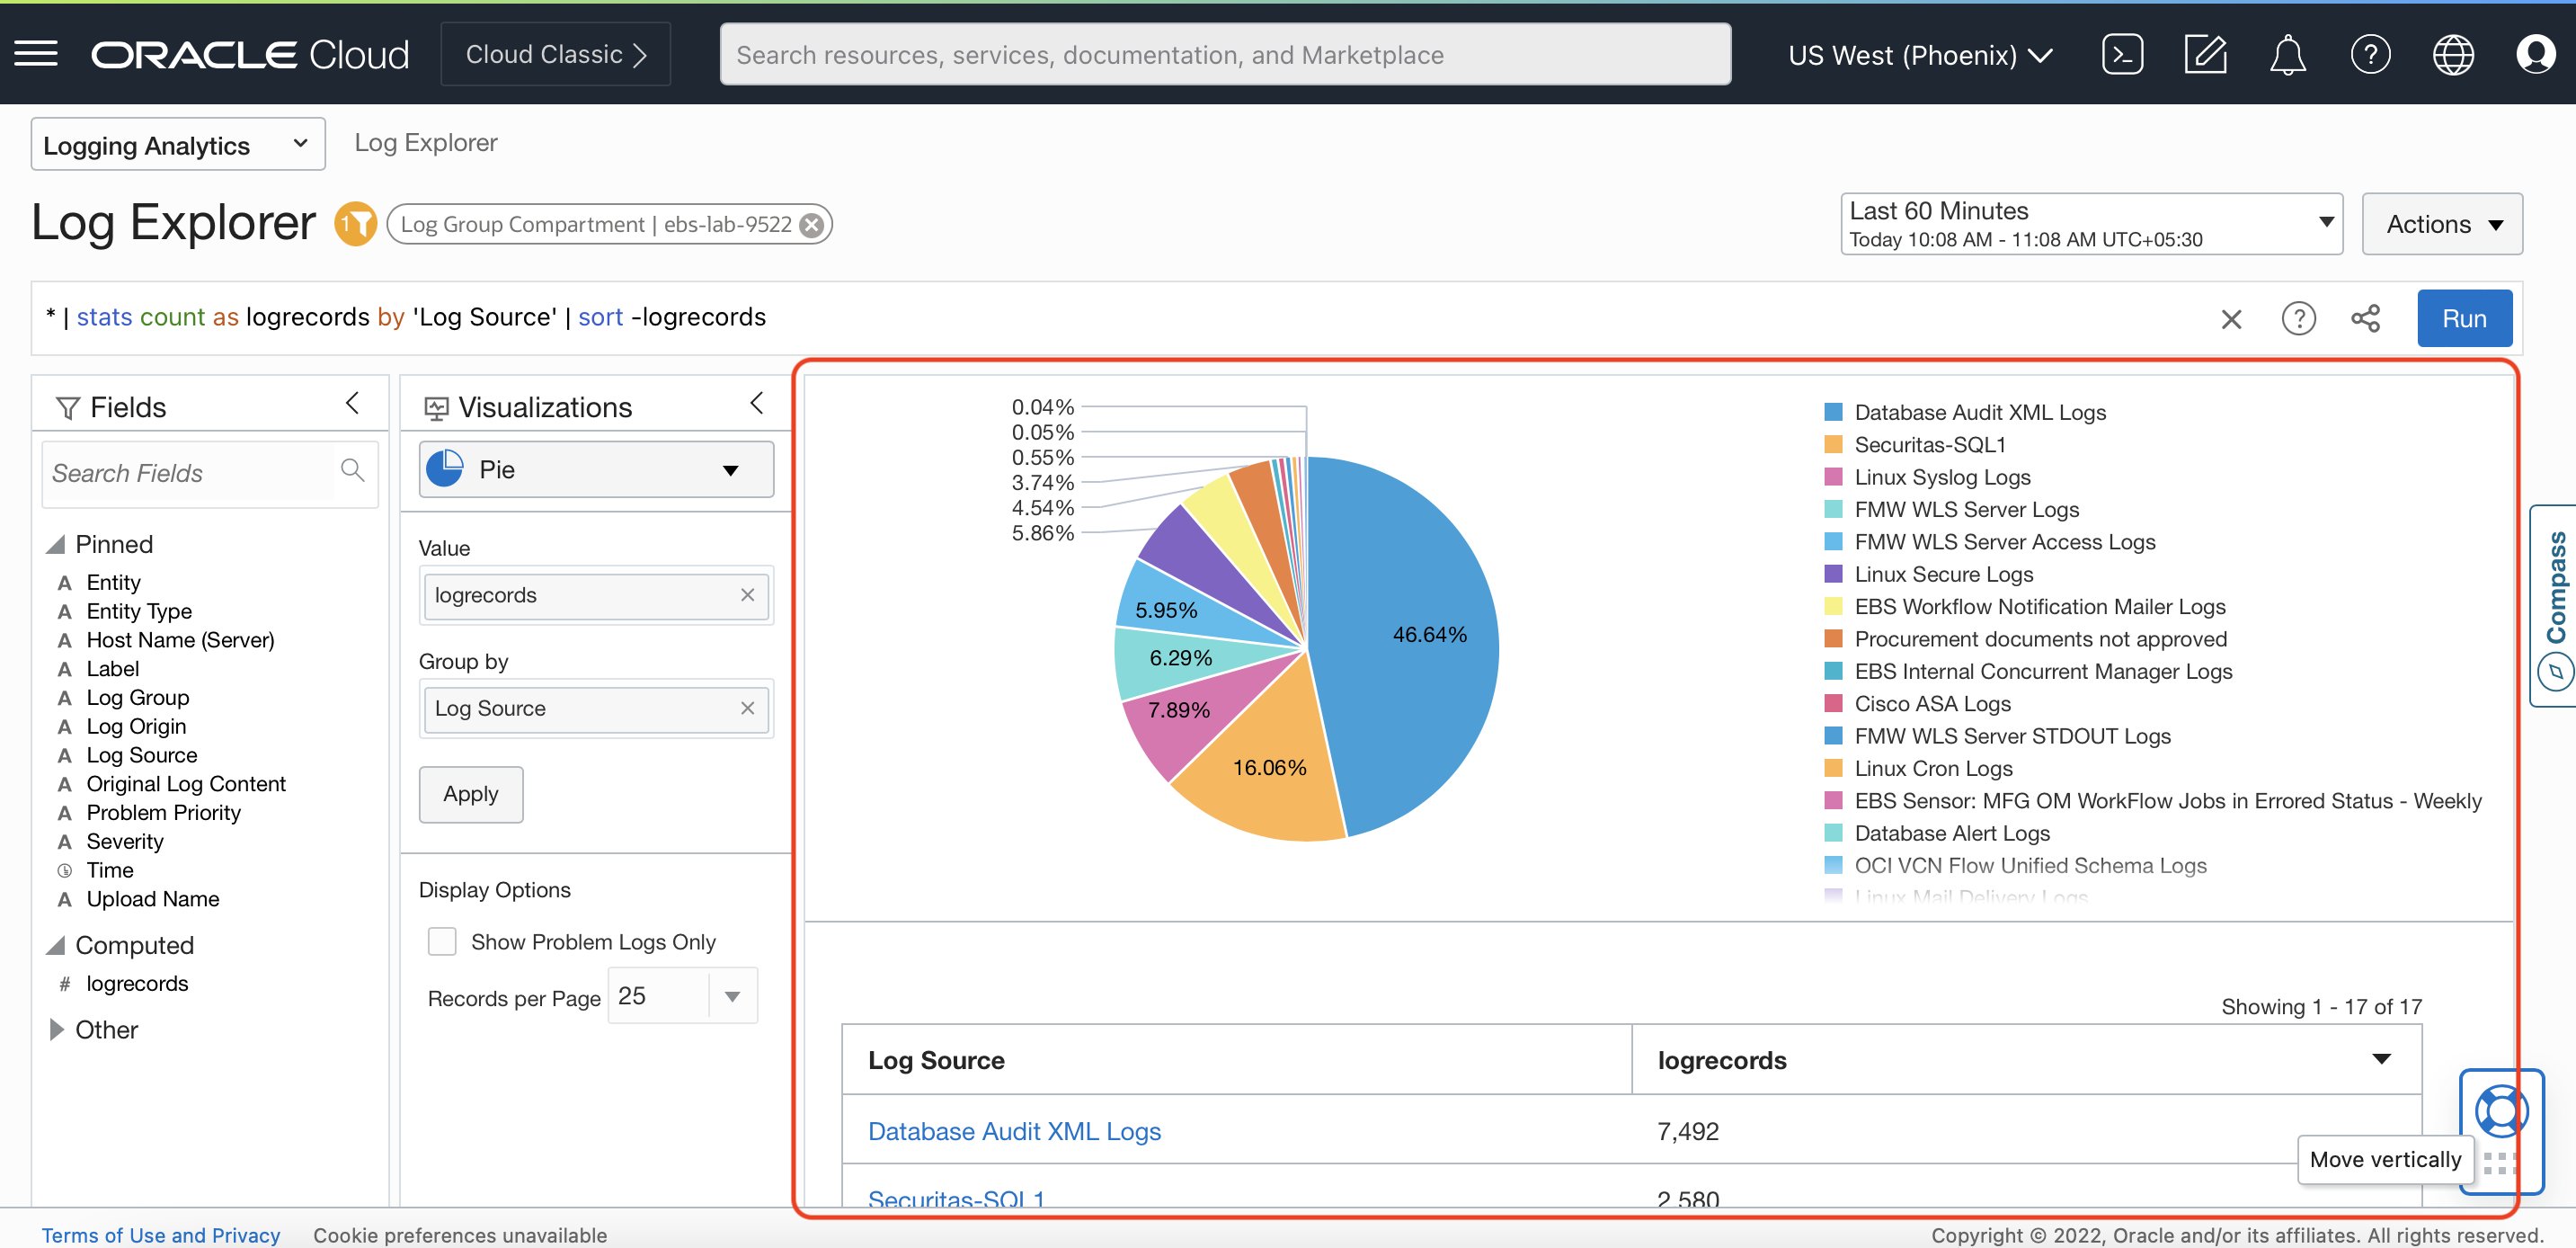 ORACLE Cloud
Cloud Classic
Search resources, services, documentation, and Marketplace
US West (Phoenix)
Logging Analytics
Log Explorer
Log Explorer
1
Log Group Compartment | ebs-lab-9522
Last 60 Minutes
Today 10:08 AM - 11:08 AM UTC+05:30
Actions
* | stats count as logrecords by 'Log Source' | sort -logrecords
Run
Fields
Search Fields
Pinned
A Entity
A Entity Type
A Host Name (Server)
A Label
A Log Group
A Log Origin
A Log Source
A Original Log Content
A Problem Priority
A Severity
Time
A Upload Name
Computed
# logrecords
Other
Visualizations
Pie
Value
logrecords
Group by
Log Source
Apply
Display Options
Show Problem Logs Only
Records per Page 25
0.04%
0.05%
0.55%
3.74%
4.54%
5.86%
5.95%
6.29%
7.89%
16.06%
46.64%
Database Audit XML Logs
Securitas-SQL1
Linux Syslog Logs
FMW WLS Server Logs
FMW WLS Server Access Logs
Linux Secure Logs
EBS Workflow Notification Mailer Logs
Procurement documents not approved
EBS Internal Concurrent Manager Logs
Cisco ASA Logs
FMW WLS Server STDOUT Logs
Linux Cron Logs
EBS Sensor: MFG OM WorkFlow Jobs in Errored Status - Weekly
Database Alert Logs
OCI VCN Flow Unified Schema Logs
Linux Mail Delivery Logs
Showing 1 - 17 of 17
Log Source logrecords
Database Audit XML Logs 7,492
Securitas-SQL1 2,580
Compass
Move vertically
Terms of Use and Privacy
Cookie preferences unavailable
Copyright © 2022, Oracle and/or its affiliates. All rights reserved.